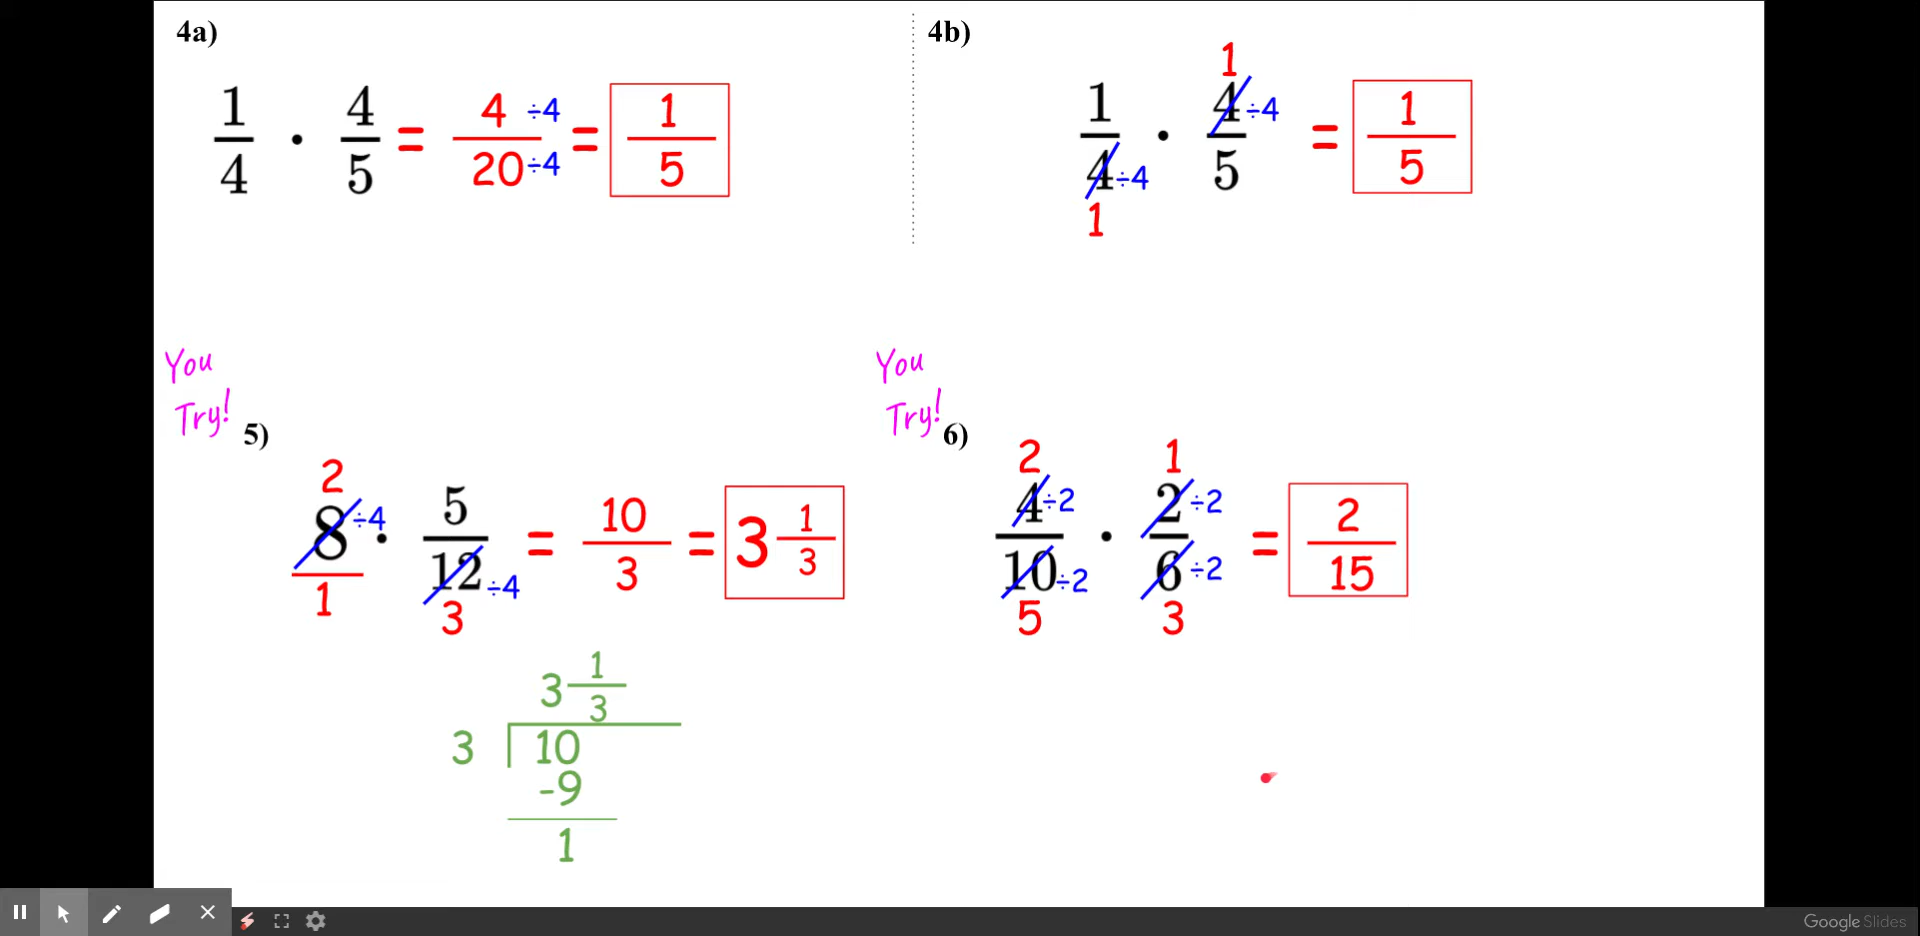 4a)
1/4 · 4/5 = 4 ÷4 / 20 ÷4 = 1/5
4b)
1
1/4 ÷4 · 4 ÷4 / 5 = 1/5
1
You
Try!
5)
2
8 ÷4 / 1 · 5/12 ÷4 = 10/3 = 3 1/3
3
3 1/3
3 10
-9
1
You
Try!
6)
2 1
4 ÷2 / 10 ÷2 · 2 ÷2 / 6 ÷2 = 2/15
5 3
Google Slides